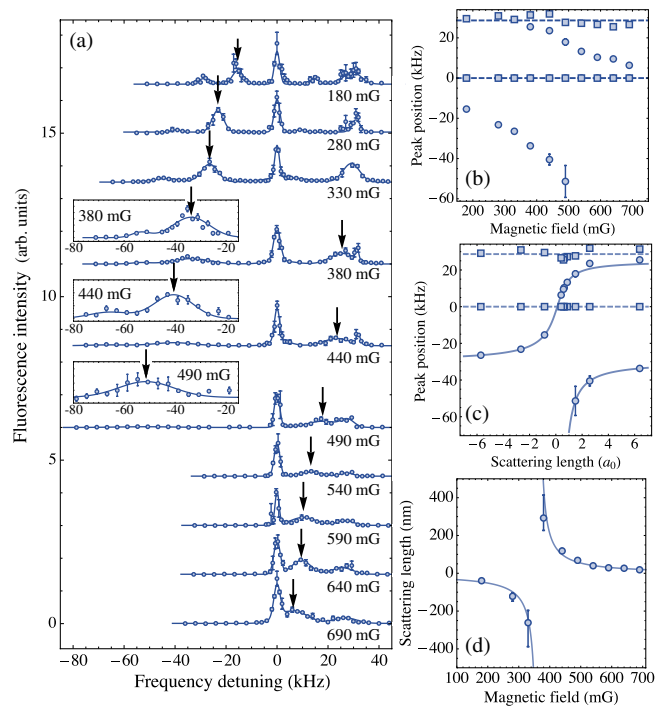 (a)
Fluorescence intensity (arb. units)
15
10
5
0
180 mG
280 mG
330 mG
380 mG
-80 -60 -40 -20
380 mG
440 mG
-80 -60 -40 -20
440 mG
490 mG
-80 -60 -40 -20
490 mG
540 mG
590 mG
640 mG
690 mG
-80 -60 -40 -20 0 20 40
Frequency detuning (kHz)
(b)
Peak position (kHz)
20
0
-20
-40
-60
200 300 400 500 600 700
Magnetic field (mG)
(c)
Peak position (kHz)
20
0
-20
-40
-60
-6 -4 -2 0 2 4 6
Scattering length (a0)
(d)
Scattering length (nm)
400
200
0
-200
-400
100 200 300 400 500 600 700
Magnetic field (mG)